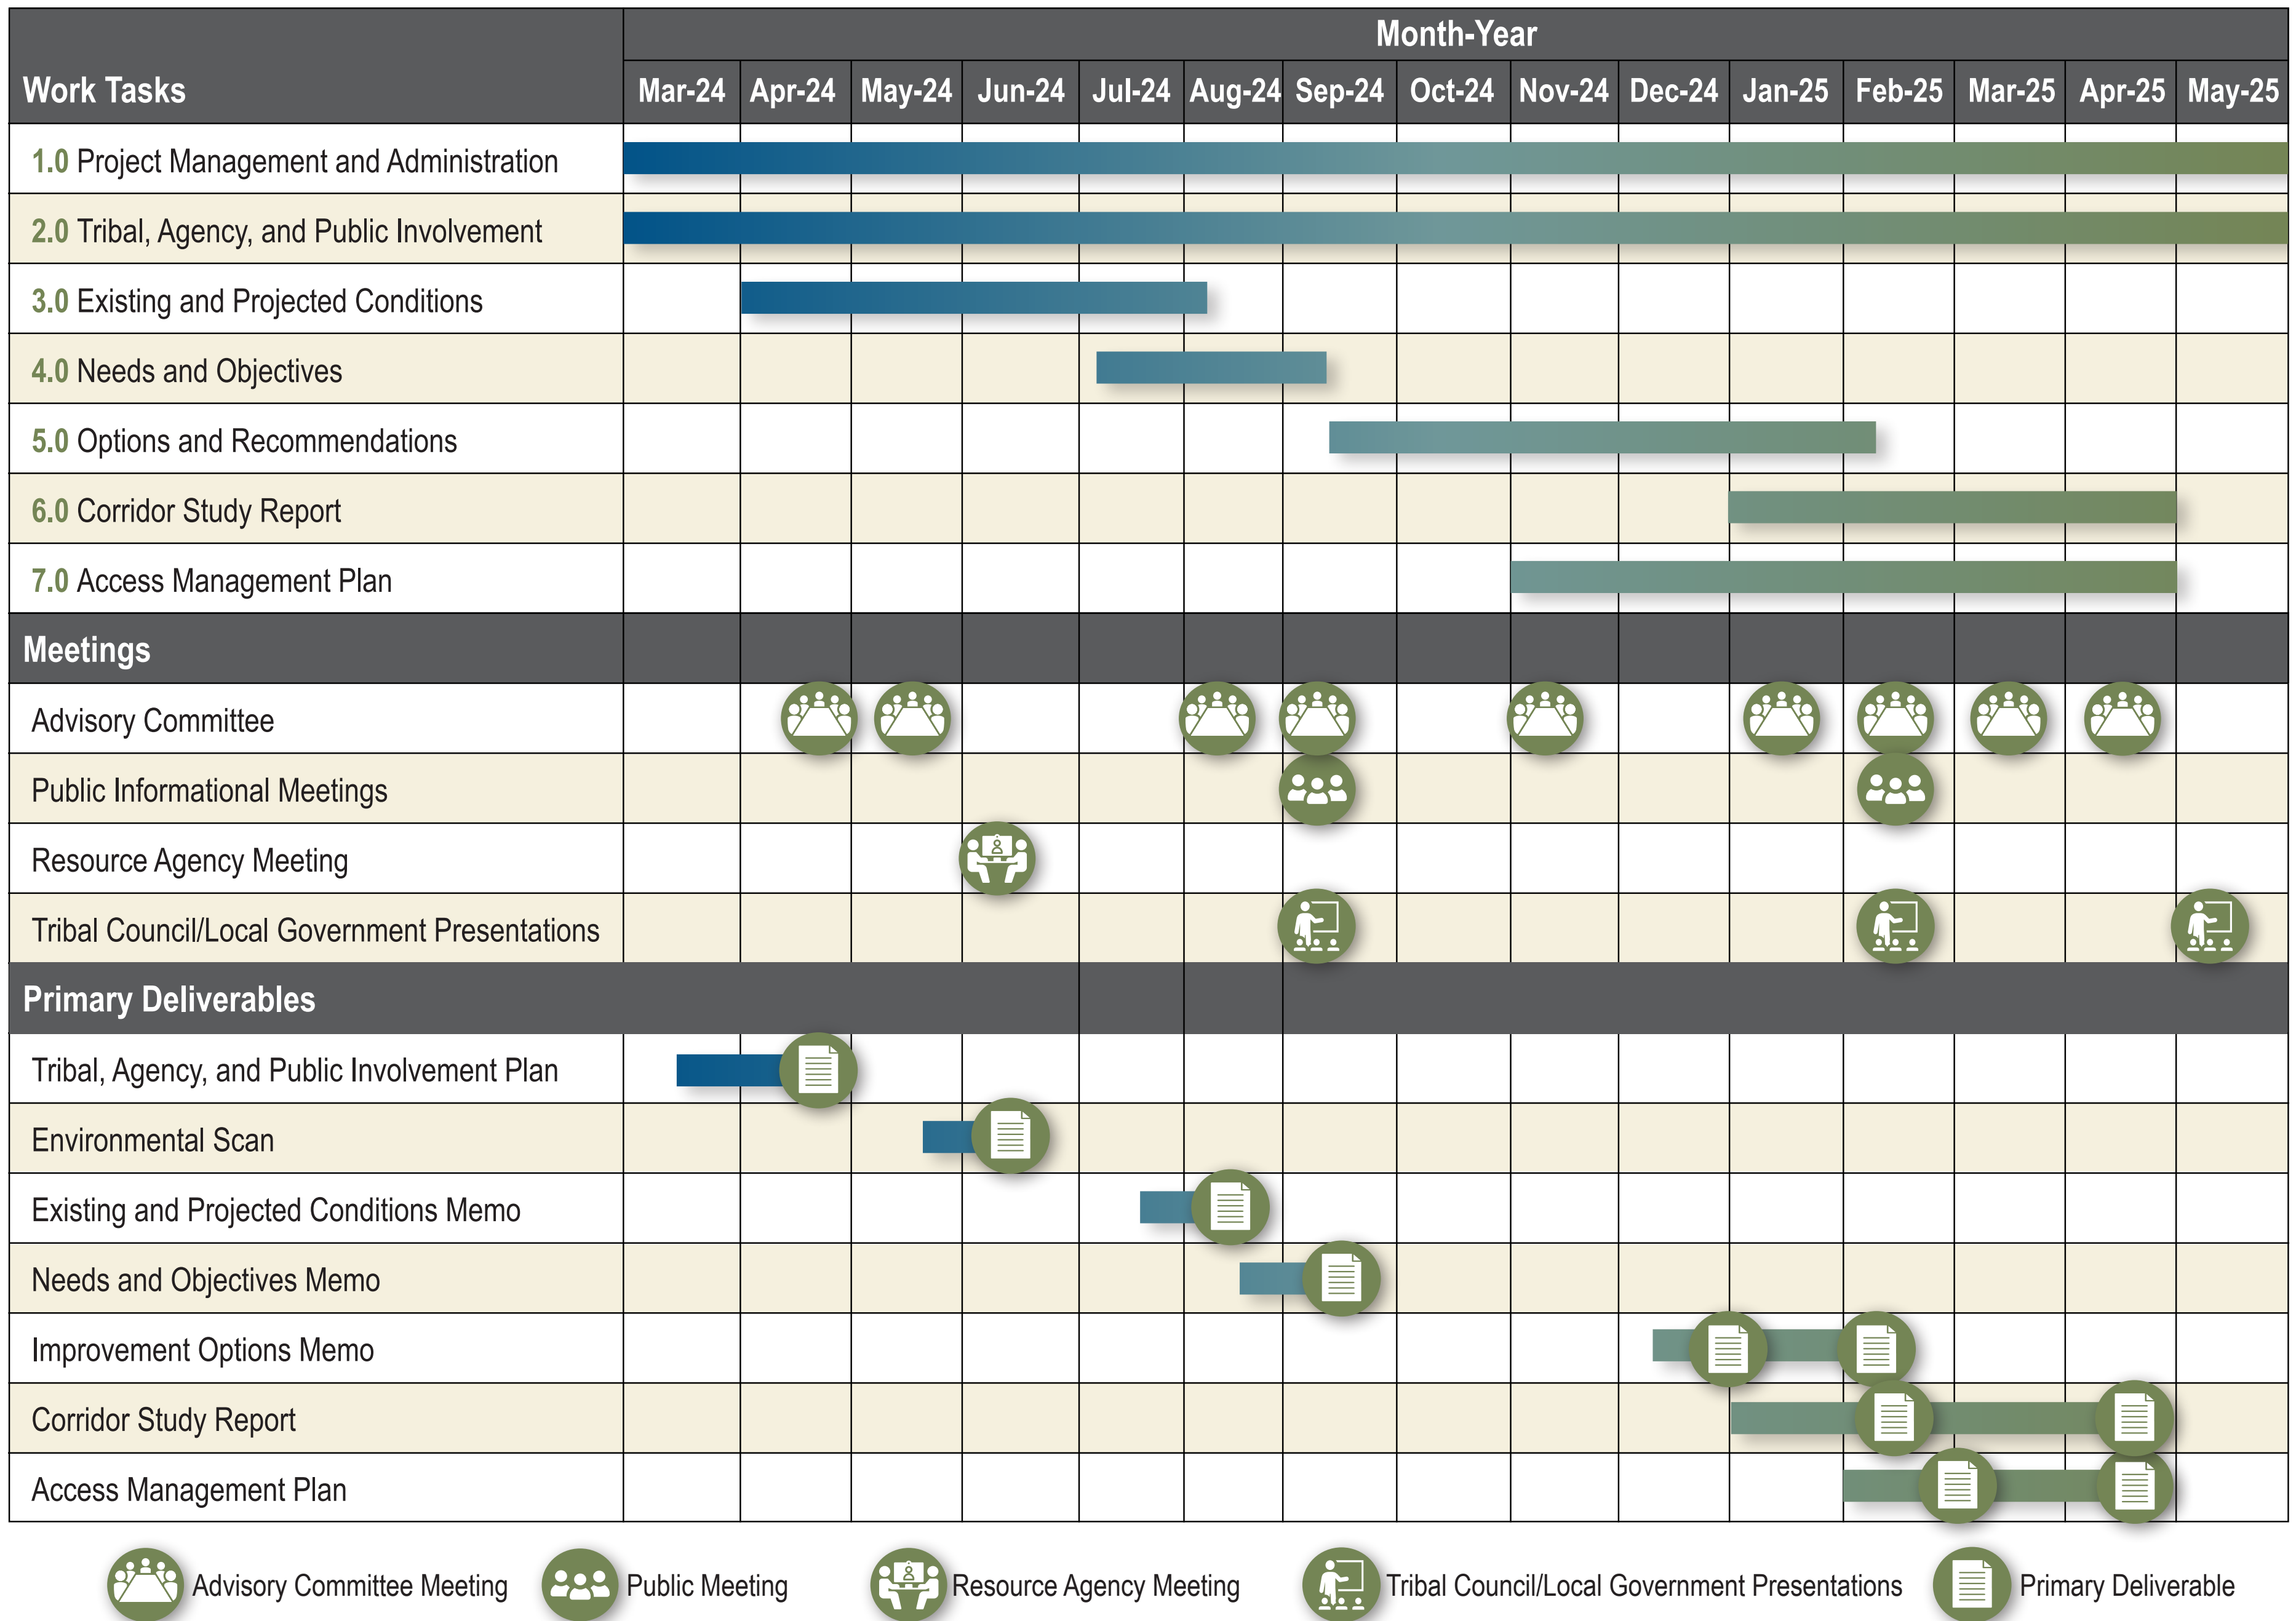 Month-Year
Work Tasks
Mar-24 Apr-24 May-24 Jun-24 Jul-24 Aug-24 Sep-24 Oct-24 Nov-24 Dec-24 Jan-25 Feb-25 Mar-25 Apr-25 May-25
1.0 Project Management and Administration
2.0 Tribal, Agency, and Public Involvement
3.0 Existing and Projected Conditions
4.0 Needs and Objectives
5.0 Options and Recommendations
6.0 Corridor Study Report
7.0 Access Management Plan
Meetings
Advisory Committee
Public Informational Meetings
Resource Agency Meeting
Tribal Council/Local Government Presentations
Primary Deliverables
Tribal, Agency, and Public Involvement Plan
Environmental Scan
Existing and Projected Conditions Memo
Needs and Objectives Memo
Improvement Options Memo
Corridor Study Report
Access Management Plan
Advisory Committee Meeting
Public Meeting
Resource Agency Meeting
Tribal Council/Local Government Presentations
Primary Deliverable